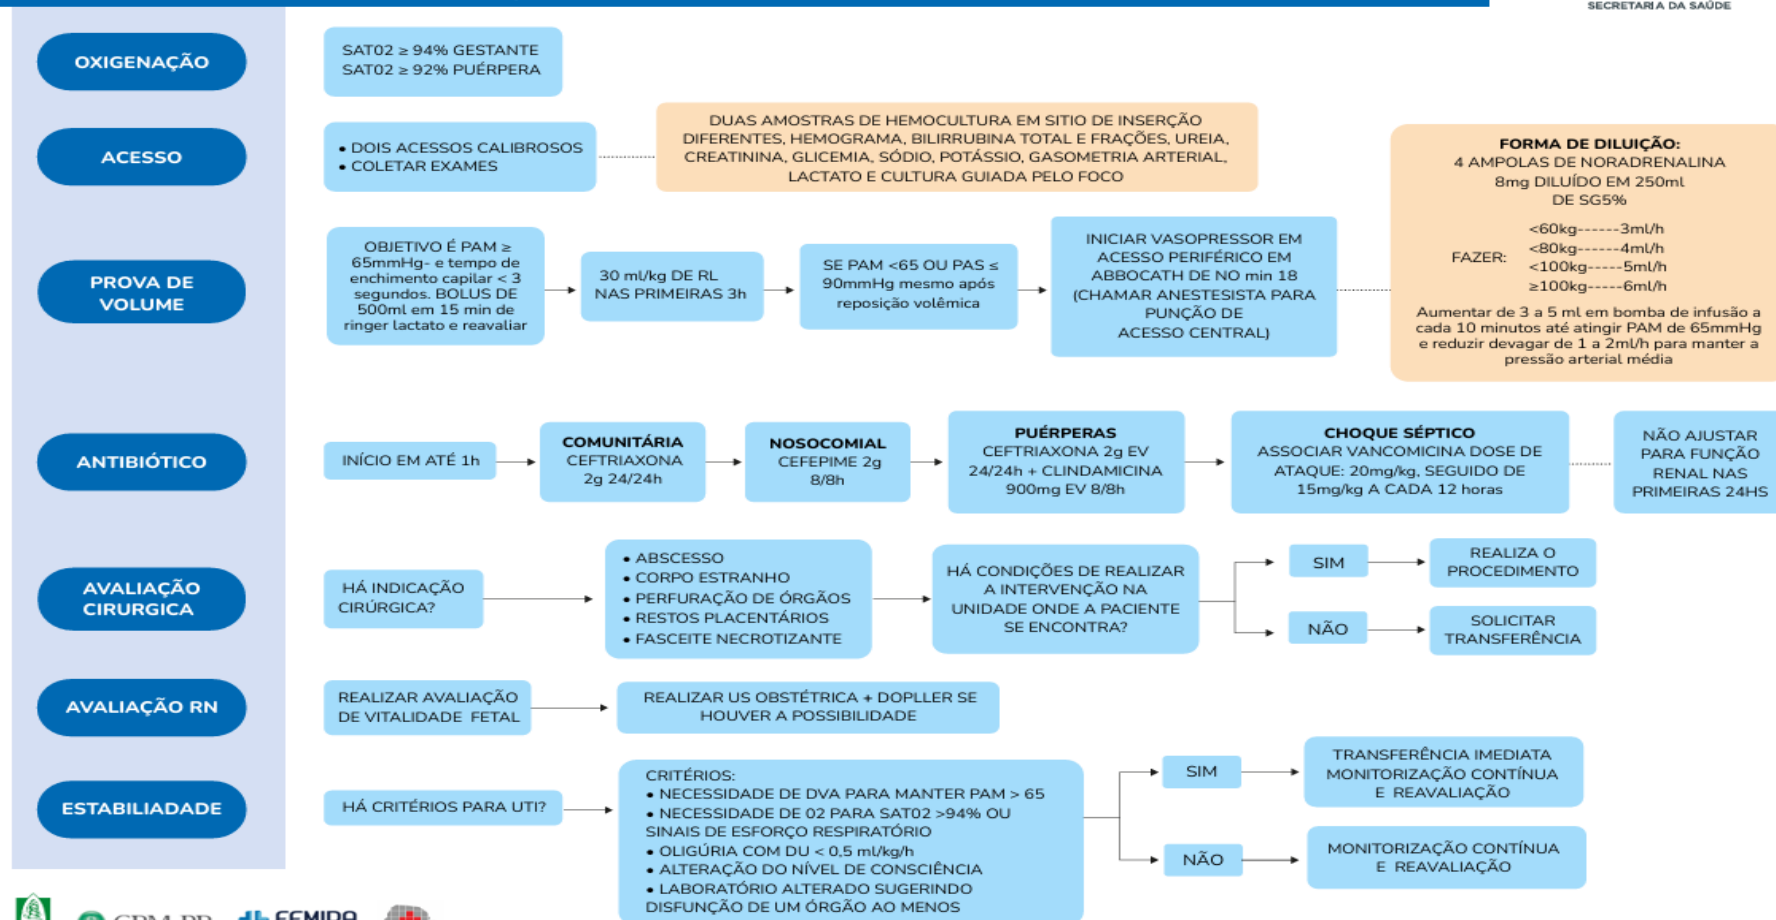 SECRETARIA DA SAÚDE
OXIGENAÇÃO
SAT02 ≥ 94% GESTANTE
SAT02 ≥ 92% PUÉRPERA
ACESSO
• DOIS ACESSOS CALIBROSOS
• COLETAR EXAMES
DUAS AMOSTRAS DE HEMOCULTURA EM SITIO DE INSERÇÃO
DIFERENTES, HEMOGRAMA, BILIRRUBINA TOTAL E FRAÇÕES, UREIA,
CREATININA, GLICEMIA, SÓDIO, POTÁSSIO, GASOMETRIA ARTERIAL,
LACTATO E CULTURA GUIADA PELO FOCO
FORMA DE DILUIÇÃO:
4 AMPOLAS DE NORADRENALINA
8mg DILUÍDO EM 250ml
DE SG5%
FAZER:
<60kg------3ml/h
<80kg------4ml/h
<100kg-----5ml/h
≥100kg-----6ml/h
Aumentar de 3 a 5 ml em bomba de infusão a
cada 10 minutos até atingir PAM de 65mmHg
e reduzir devagar de 1 a 2ml/h para manter a
pressão arterial média
PROVA DE
VOLUME
OBJETIVO É PAM ≥
65mmHg- e tempo de
enchimento capilar < 3
segundos. BOLUS DE
500ml em 15 min de
ringer lactato e reavaliar
30 ml/kg DE RL
NAS PRIMEIRAS 3h
SE PAM <65 OU PAS ≤
90mmHg mesmo após
reposição volêmica
INICIAR VASOPRESSOR EM
ACESSO PERIFÉRICO EM
ABBOCATH DE NO min 18
(CHAMAR ANESTESISTA PARA
PUNÇÃO DE
ACESSO CENTRAL)
ANTIBIÓTICO
INÍCIO EM ATÉ 1h
COMUNITÁRIA
CEFTRIAXONA
2g 24/24h
NOSOCOMIAL
CEFEPIME 2g
8/8h
PUÉRPERAS
CEFTRIAXONA 2g EV
24/24h + CLINDAMICINA
900mg EV 8/8h
CHOQUE SÉPTICO
ASSOCIAR VANCOMICINA DOSE DE
ATAQUE: 20mg/kg, SEGUIDO DE
15mg/kg A CADA 12 horas
NÃO AJUSTAR
PARA FUNÇÃO
RENAL NAS
PRIMEIRAS 24HS
AVALIAÇÃO
CIRURGICA
HÁ INDICAÇÃO
CIRÚRGICA?
• ABSCESSO
• CORPO ESTRANHO
• PERFURAÇÃO DE ÓRGÃOS
• RESTOS PLACENTÁRIOS
• FASCEITE NECROTIZANTE
HÁ CONDIÇÕES DE REALIZAR
A INTERVENÇÃO NA
UNIDADE ONDE A PACIENTE
SE ENCONTRA?
SIM
REALIZA O
PROCEDIMENTO
NÃO
SOLICITAR
TRANSFERÊNCIA
AVALIAÇÃO RN
REALIZAR AVALIAÇÃO
DE VITALIDADE FETAL
REALIZAR US OBSTÉTRICA + DOPLLER SE
HOUVER A POSSIBILIDADE
ESTABILIADADE
HÁ CRITÉRIOS PARA UTI?
CRITÉRIOS:
• NECESSIDADE DE DVA PARA MANTER PAM > 65
• NECESSIDADE DE 02 PARA SAT02 >94% OU
SINAIS DE ESFORÇO RESPIRATÓRIO
• OLIGÚRIA COM DU < 0,5 ml/kg/h
• ALTERAÇÃO DO NÍVEL DE CONSCIÊNCIA
• LABORATÓRIO ALTERADO SUGERINDO
DISFUNÇÃO DE UM ÓRGÃO AO MENOS
SIM
TRANSFERÊNCIA IMEDIATA
MONITORIZAÇÃO CONTÍNUA
E REAVALIAÇÃO
NÃO
MONITORIZAÇÃO CONTÍNUA
E REAVALIAÇÃO